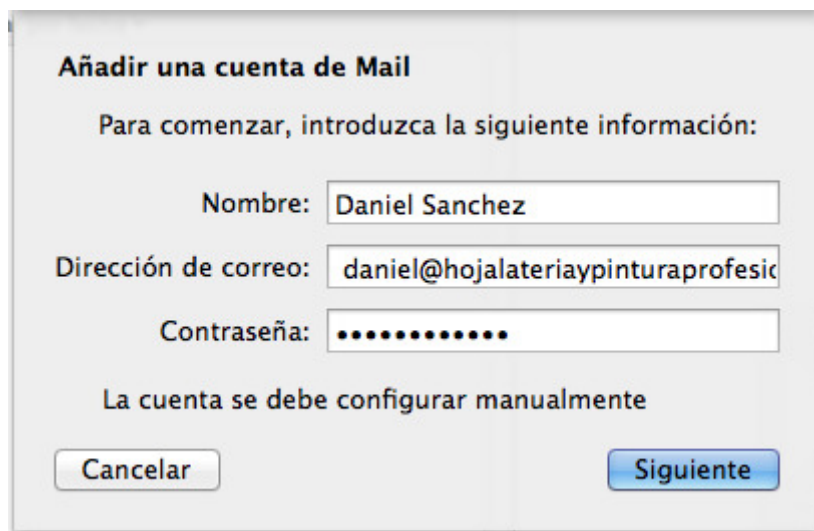 Añadir una cuenta de Mail
Para comenzar, introduzca la siguiente información:
Nombre: Daniel Sanchez
Dirección de correo: daniel@hojalateriaypinturaprofesic
Contraseña: ••••••••••••
La cuenta se debe configurar manualmente
Cancelar Siguiente